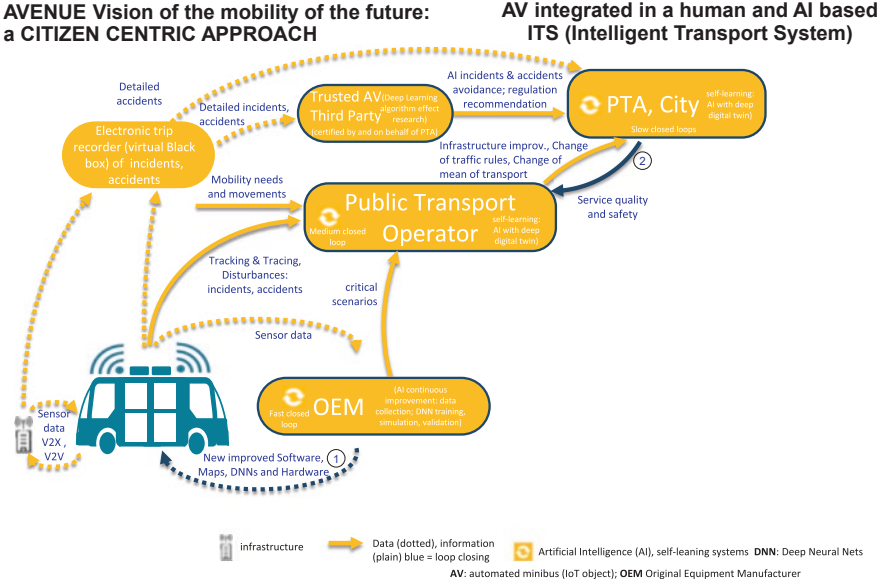 AVENUE Vision of the mobility of the future:
a CITIZEN CENTRIC APPROACH
AV integrated in a human and AI based
ITS (Intelligent Transport System)
Detailed
accidents
Detailed incidents,
accidents
Trusted AV (Deep Learning
Third Party algorithm effect
research)
(certified by and on behalf of PTA)
AI incidents & accidents
avoidance; regulation
recommendation
PTA, City
self-learning:
AI with deep
digital twin)
Slow closed loops
Electronic trip
recorder (virtual Black
box) of incidents,
accidents
Infrastructure improv., Change
of traffic rules, Change of
mean of transport
2
Service quality
and safety
Mobility needs
and movements
Public Transport
Operator
Medium closed
loop
self-learning:
AI with deep
digital twin)
Tracking & Tracing,
Disturbances:
incidents, accidents
critical
scenarios
Sensor data
OEM
Fast closed
loop
(AI continuous
improvement: data
collection; DNN training,
simulation, validation)
Sensor
data
V2X ,
V2V
New improved Software,
Maps, DNNs and Hardware
1
infrastructure
Data (dotted), information
(plain) blue = loop closing
Artificial Intelligence (AI), self-leaning systems DNN: Deep Neural Nets
AV: automated minibus (IoT object); OEM Original Equipment Manufacturer